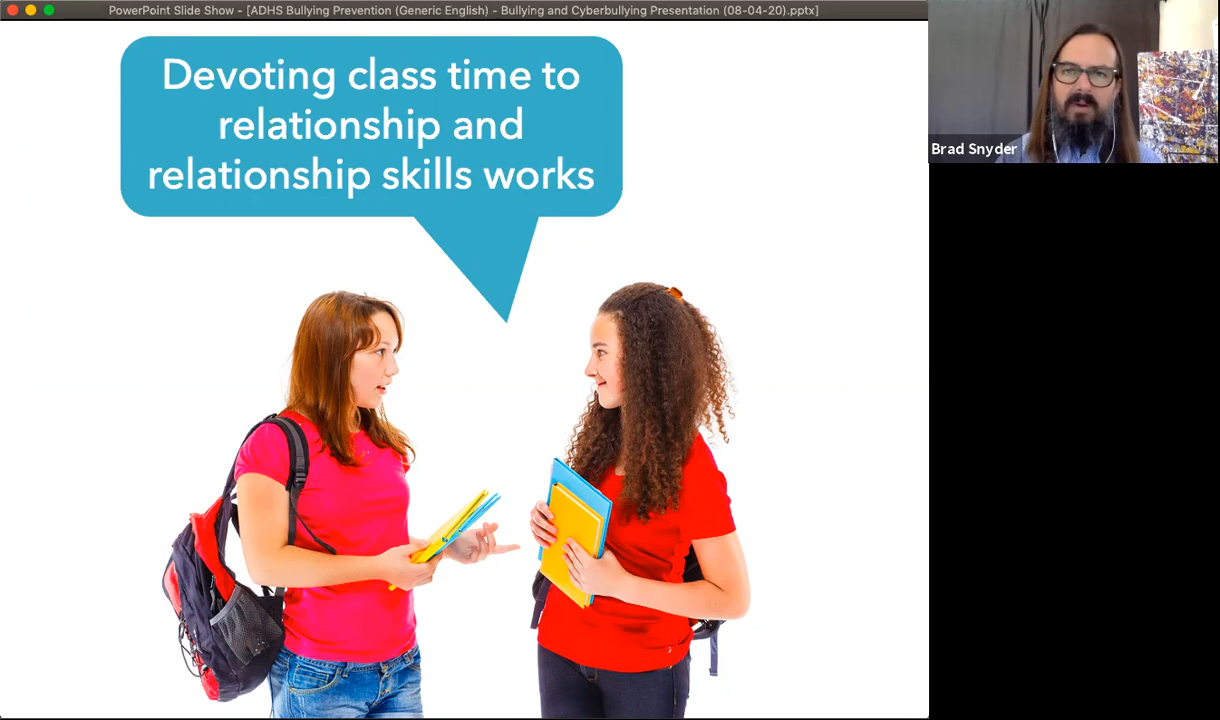 PowerPoint Slide Show - [ADHS Bullying Prevention (Generic English) - Bullying and Cyberbullying Presentation (08-04-20).pptx]
Devoting class time to
relationship and
relationship skills works
Brad Snyder